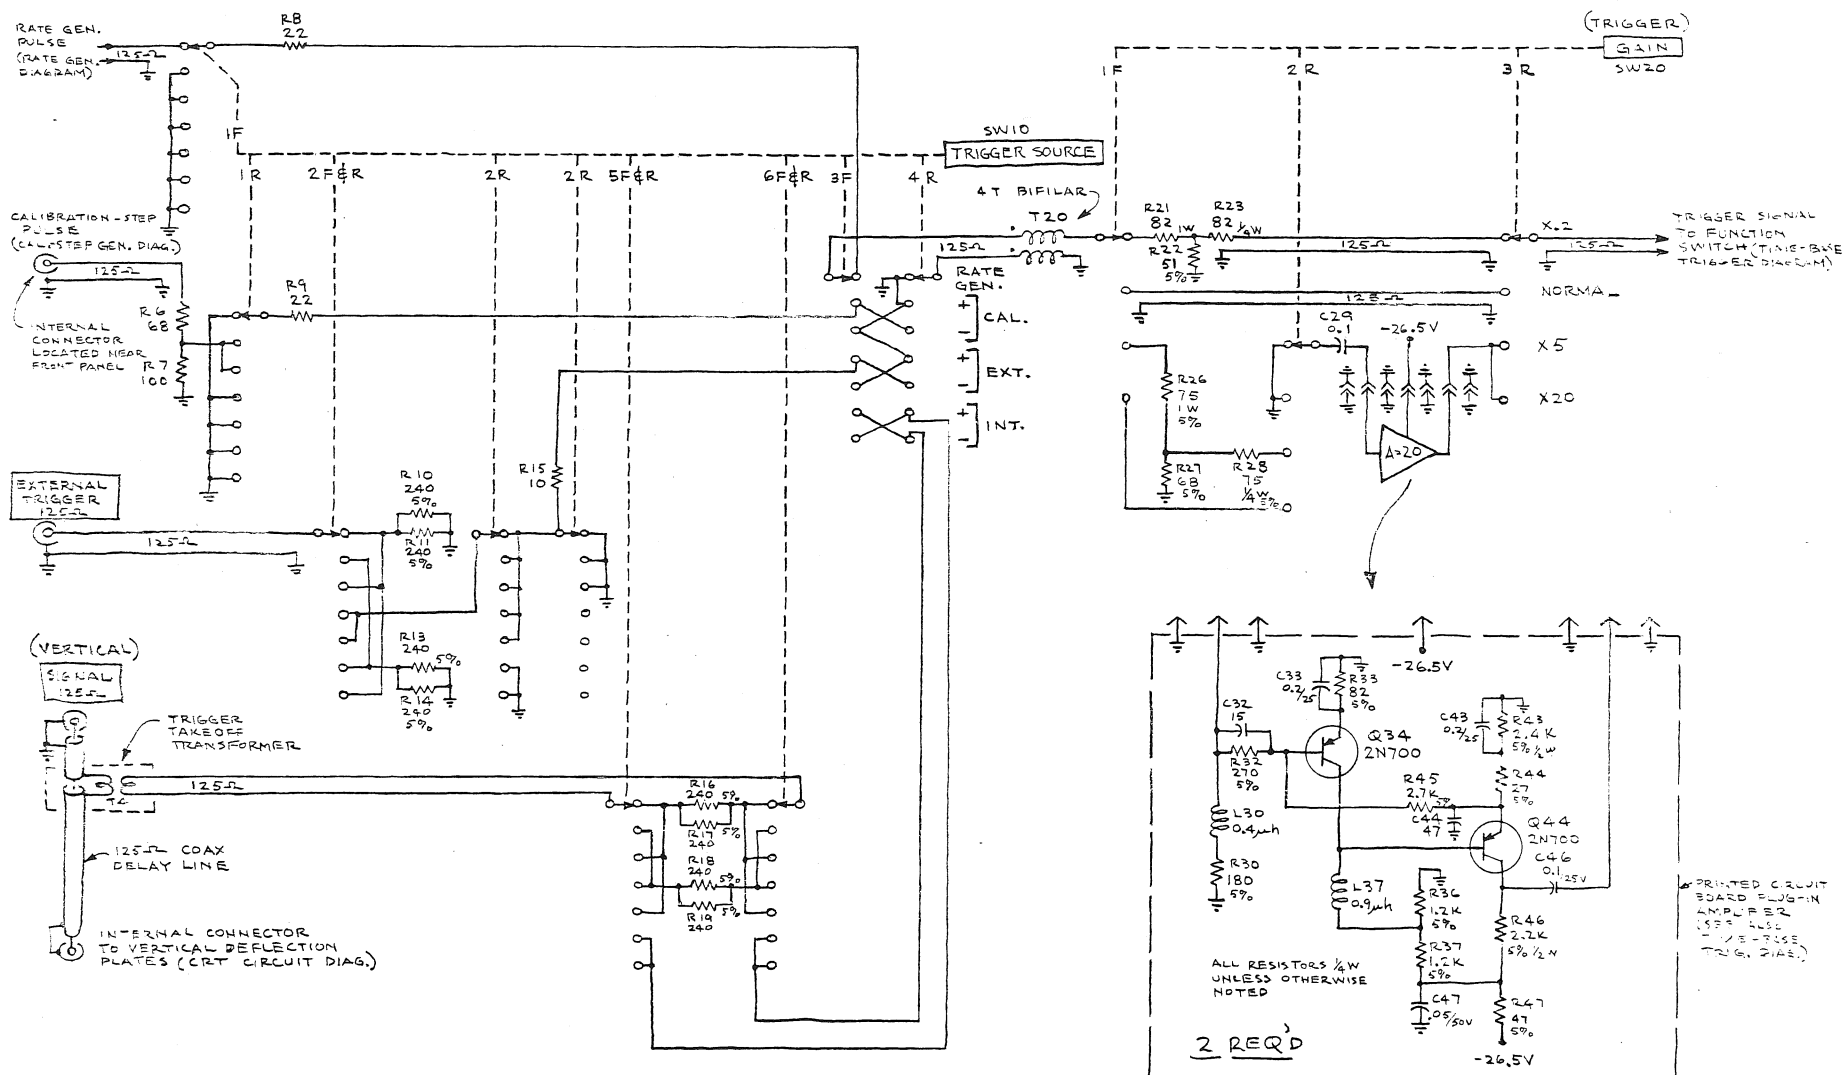 RATE GEN.
PULSE
(RATE GEN.
DIAGRAM)
125Ω
R8
22
1F
SW10
TRIGGER SOURCE
1R
2F&R
2R
2R
5F&R
6F&R
3F
4R
(TRIGGER)
GAIN
SW20
1F
2R
3R
CALIBRATION-STEP
PULSE
(CAL-STEP GEN. DIAG.)
125Ω
INTERNAL
CONNECTOR
LOCATED NEAR
FRONT PANEL
R6
68
R7
100
R9
22
4T BIFILAR
T20
125Ω
RATE
GEN.
+
-
CAL.
+
-
EXT.
+
-
INT.
R21
82
1W
R23
82 1/4W
R22
51
5%
125Ω
X.2
125Ω
TRIGGER SIGNAL
TO FUNCTION
SWITCH (TIME-BASE
TRIGGER DIAGRAM)
125Ω
NORMA
C29
0.1
-26.5V
X5
X20
R26
75
1W
5%
R27
68
5%
R28
75
1/4W
5%
A=20
EXTERNAL
TRIGGER
125Ω
125Ω
R10
240
5%
R11
240
5%
R15
10
R13
240
5%
R14
240
5%
(VERTICAL)
SIGNAL
125Ω
TRIGGER
TAKEOFF
TRANSFORMER
125Ω
125Ω COAX
DELAY LINE
INTERNAL CONNECTOR
TO VERTICAL DEFLECTION
PLATES (CRT CIRCUIT DIAG.)
R16
240
5%
R17
240
5%
R18
240
5%
R19
240
5%
-26.5V
C33
0.2/25
R33
82
5%
C32
15
R32
270
5%
Q34
2N700
C43
0.2/25
R43
2.4K
5% 1/2W
R44
27
5%
R45
2.7K
5%
C44
47
Q44
2N700
C46
0.1/25V
L30
0.4μh
R30
180
5%
L37
0.9μh
R36
1.2K
5%
R37
1.2K
5%
R46
2.2K
5% 1/2W
C47
.05/50V
R47
47
5%
-26.5V
ALL RESISTORS 1/4W
UNLESS OTHERWISE
NOTED
2 REQ'D
PRINTED CIRCUIT
BOARD PLUG-IN
AMPLIFIER
(SEE ALSO
TIME-BASE
TRIG. DIAG.)